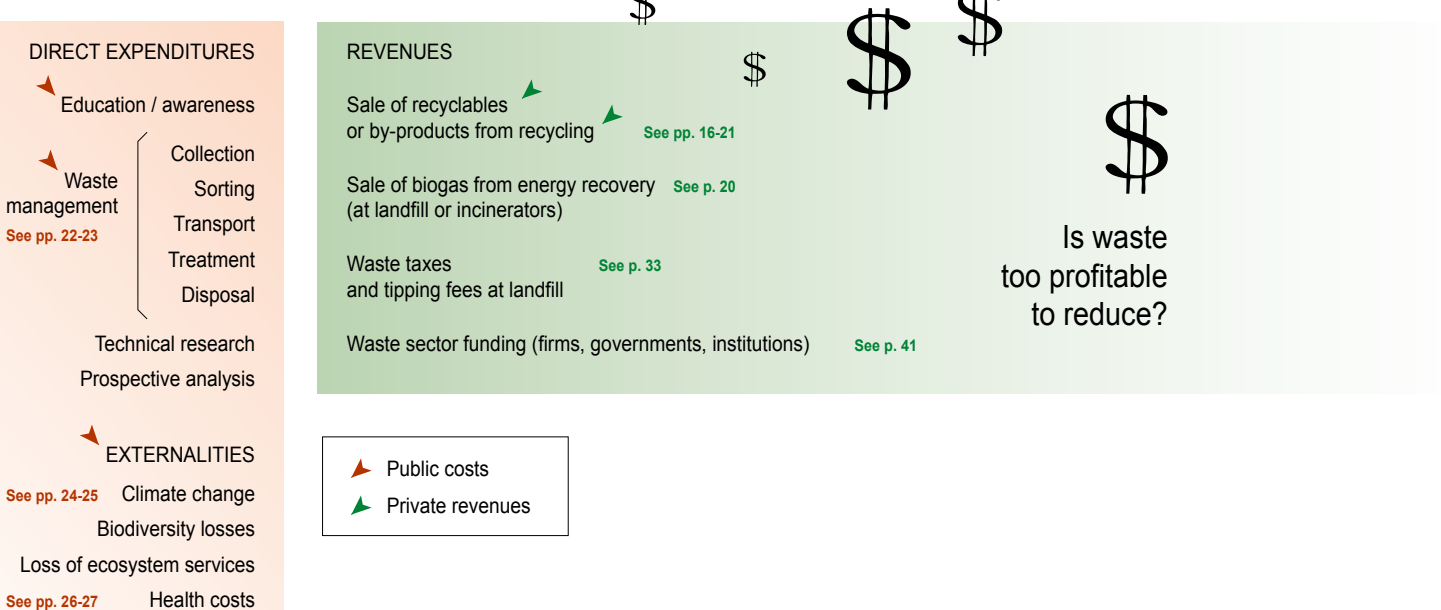 DIRECT EXPENDITURES
Education / awareness
Waste
management
See pp. 22-23
Collection
Sorting
Transport
Treatment
Disposal
Technical research
Prospective analysis
EXTERNALITIES
See pp. 24-25 Climate change
Biodiversity losses
Loss of ecosystem services
See pp. 26-27 Health costs
$
$
$
$
$
REVENUES
Sale of recyclables
or by-products from recycling See pp. 16-21
Sale of biogas from energy recovery See p. 20
(at landfill or incinerators)
Waste taxes See p. 33
and tipping fees at landfill
Waste sector funding (firms, governments, institutions) See p. 41
Is waste
too profitable
to reduce?
Public costs
Private revenues